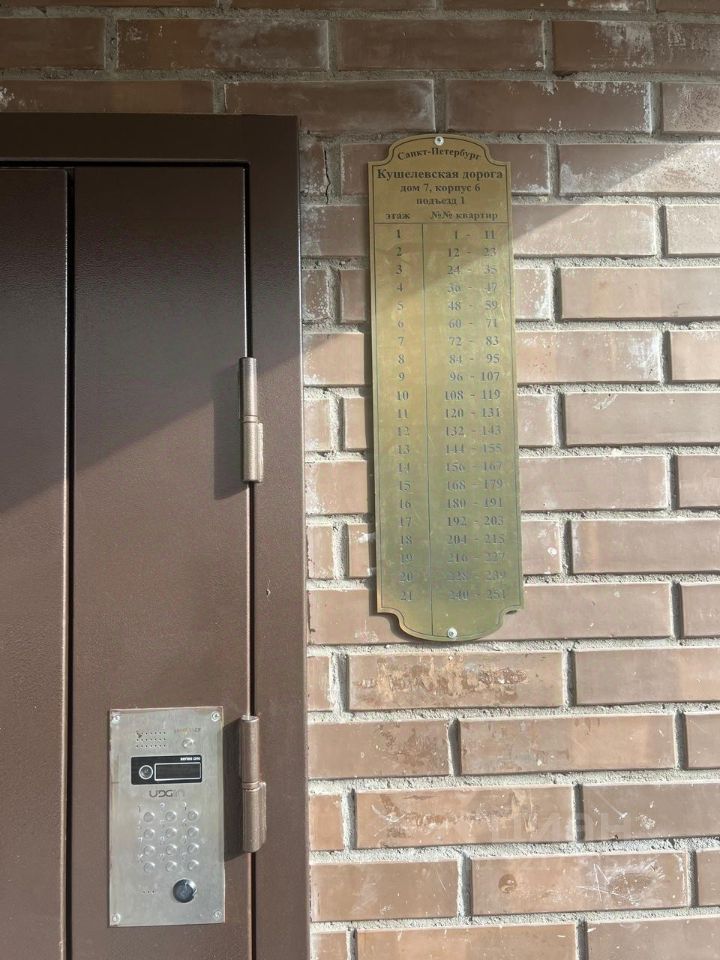 Санкт-Петербург
Кушелевская дорога
дом 7, корпус 6
подъезд 1
этаж №№ квартир
1 1 - 11
2 12 - 23
3 24 - 35
4 36 - 47
5 48 - 59
6 60 - 71
7 72 - 83
8 84 - 95
9 96 - 107
10 108 - 119
11 120 - 131
12 132 - 143
13 144 - 155
14 156 - 167
15 168 - 179
16 180 - 191
17 192 - 203
18 204 - 215
19 216 - 227
20 228 - 239
21 240 - 251
циан